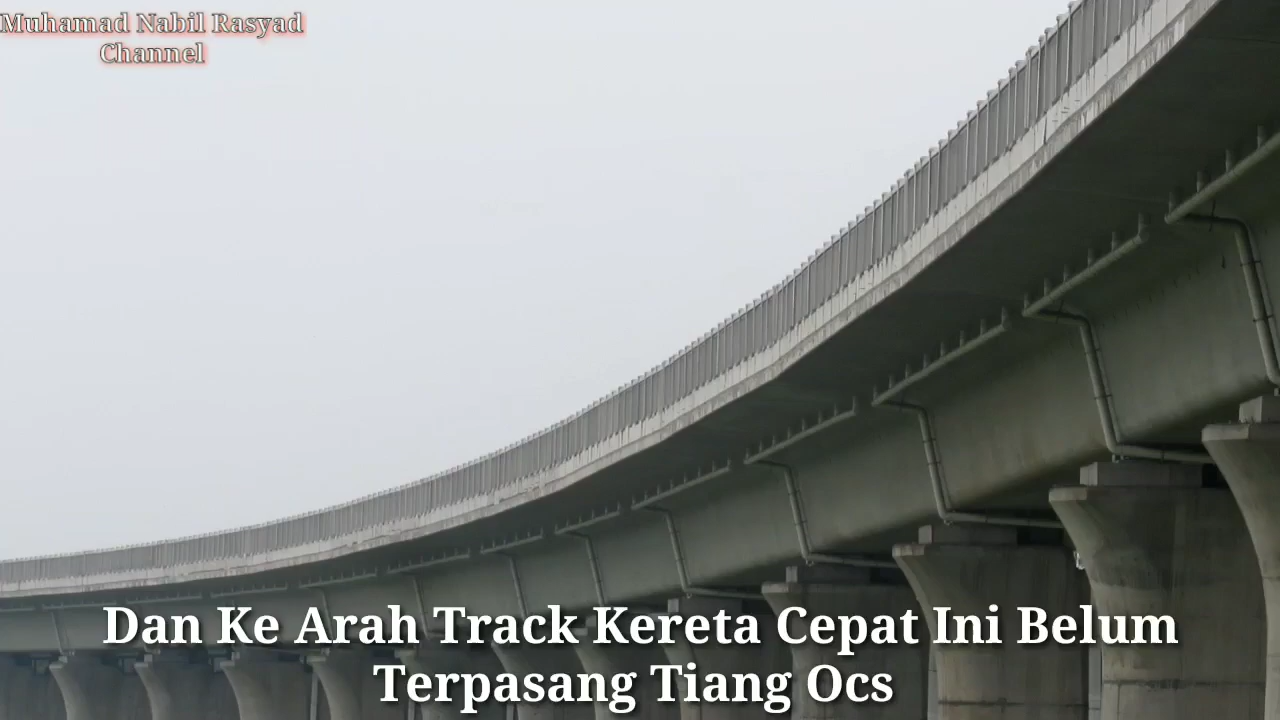 Muhamad Nabil Rasyad
Channel
Dan Ke Arah Track Kereta Cepat Ini Belum
Terpasang Tiang Ocs